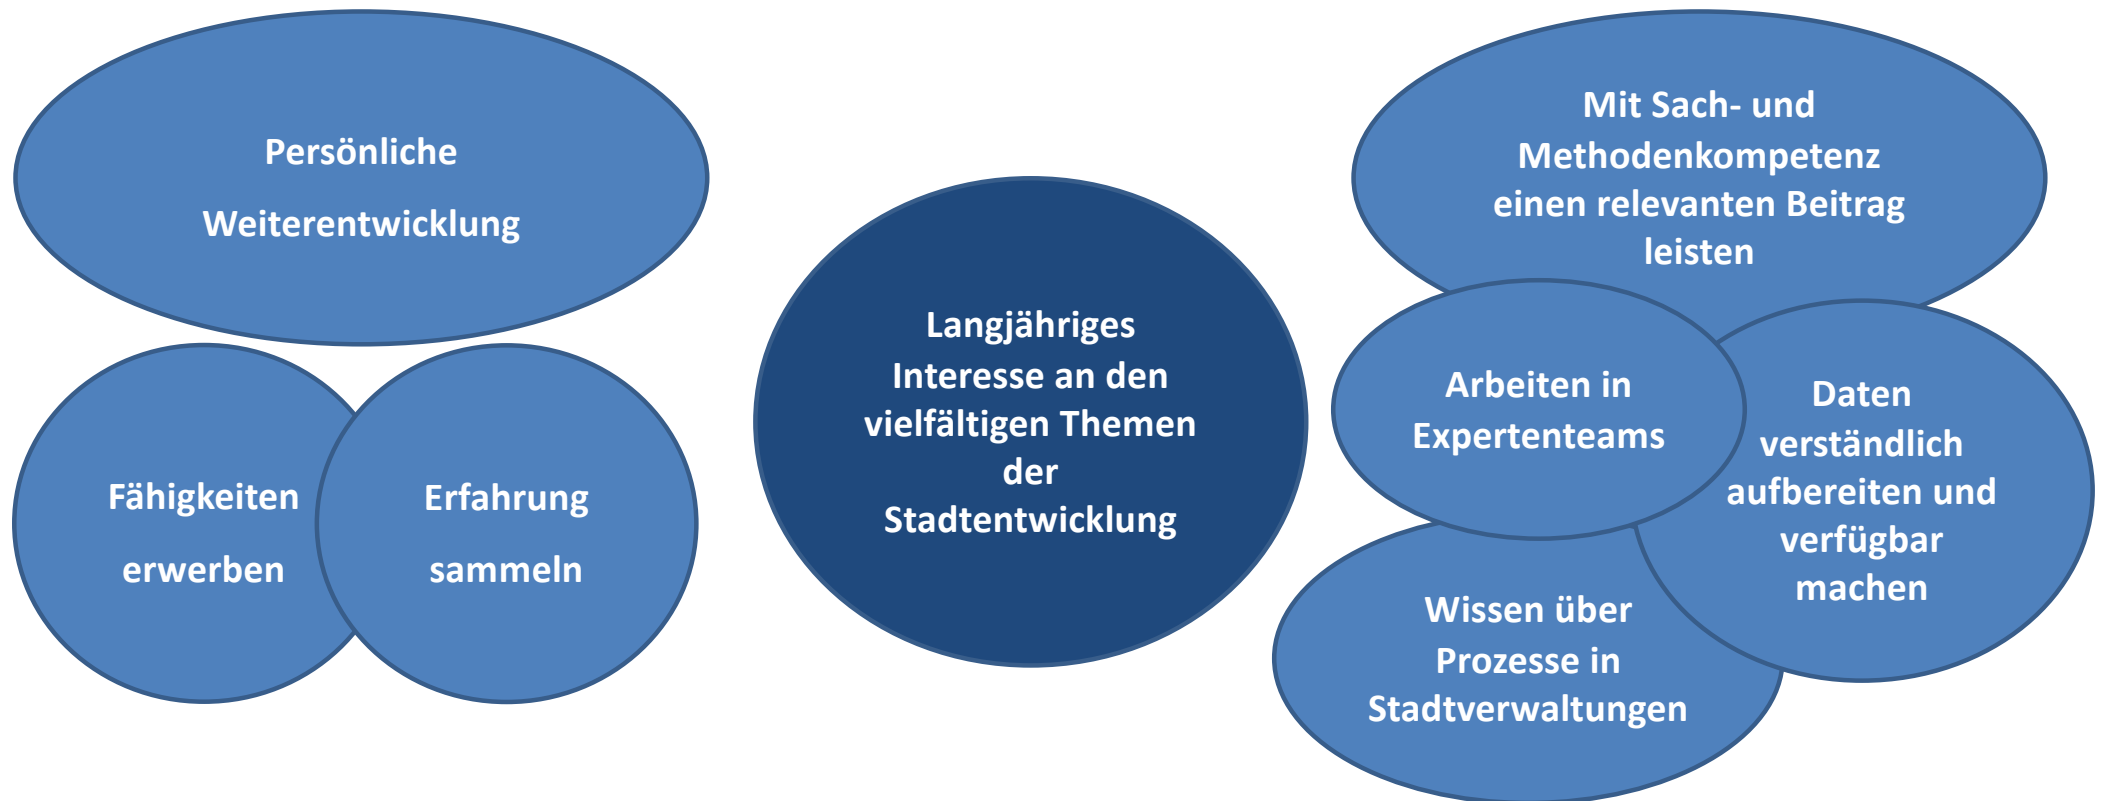 Persönliche
Weiterentwicklung
Fähigkeiten
erwerben
Erfahrung
sammeln
Langjähriges
Interesse an den
vielfältigen Themen
der
Stadtentwicklung
Mit Sach- und
Methodenkompetenz
einen relevanten Beitrag
leisten
Arbeiten in
Expertenteams
Daten
verständlich
aufbereiten und
verfügbar
machen
Wissen über
Prozesse in
Stadtverwaltungen